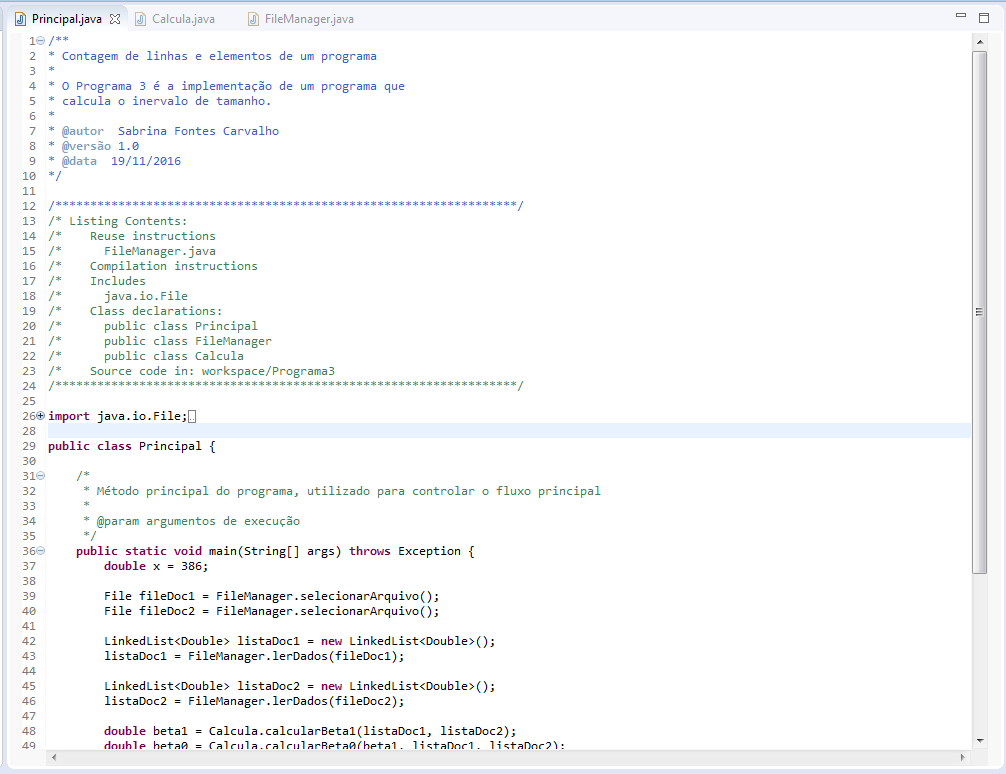 Principal.java Calcula.java FileManager.java
1 /**
2 * Contagem de linhas e elementos de um programa
3 *
4 * O Programa 3 é a implementação de um programa que
5 * calcula o inervalo de tamanho.
6 *
7 * @autor  Sabrina Fontes Carvalho
8 * @versão 1.0
9 * @data  19/11/2016
10 */
11
12 /******************************************************************/
13 /* Listing Contents:
14 /*    Reuse instructions
15 /*      FileManager.java
16 /*    Compilation instructions
17 /*    Includes
18 /*      java.io.File
19 /*    Class declarations:
20 /*      public class Principal
21 /*      public class FileManager
22 /*      public class Calcula
23 /*    Source code in: workspace/Programa3
24 /******************************************************************/
25
26 import java.io.File;
28
29 public class Principal {
30
31     /*
32      * Método principal do programa, utilizado para controlar o fluxo principal
33      *
34      * @param argumentos de execução
35      */
36     public static void main(String[] args) throws Exception {
37         double x = 386;
38
39         File fileDoc1 = FileManager.selecionarArquivo();
40         File fileDoc2 = FileManager.selecionarArquivo();
41
42         LinkedList<Double> listaDoc1 = new LinkedList<Double>();
43         listaDoc1 = FileManager.lerDados(fileDoc1);
44
45         LinkedList<Double> listaDoc2 = new LinkedList<Double>();
46         listaDoc2 = FileManager.lerDados(fileDoc2);
47
48         double beta1 = Calcula.calcularBeta1(listaDoc1, listaDoc2);
49         double beta0 = Calcula.calcularBeta0(beta1, listaDoc1, listaDoc2);